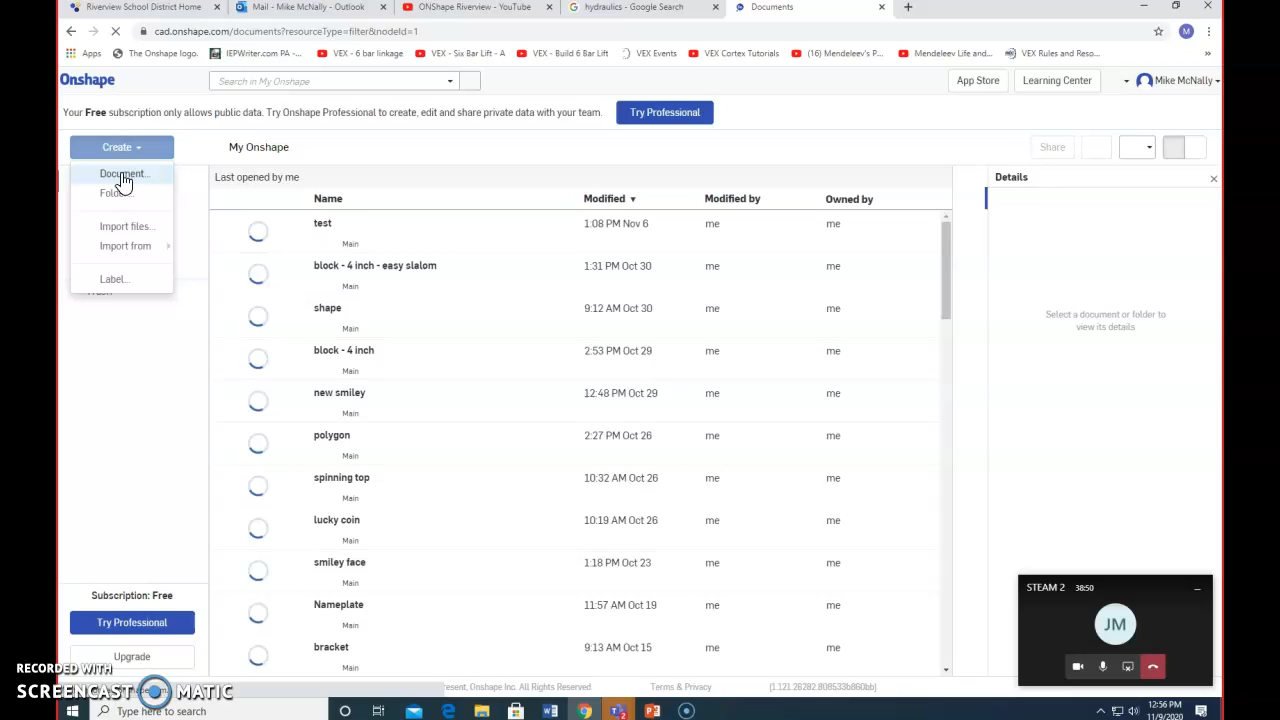 Riverview School District Home
Mail - Mike McNally - Outlook
ONShape Riverview - YouTube
hydraulics - Google Search
Documents
cad.onshape.com/documents?resourceType=filter&nodeId=1
M
Apps
The Onshape logo.
IEPWriter.com PA -...
VEX - 6 bar linkage
VEX - Six Bar Lift - A
VEX - Build 6 Bar Lift
VEX Events
VEX Cortex Tutorials
(16) Mendeleev's P...
Mendeleev Life and...
VEX Rules and Reso...
Onshape
Search in My Onshape
App Store
Learning Center
Mike McNally
Your Free subscription only allows public data. Try Onshape Professional to create, edit and share private data with your team.
Try Professional
Create
My Onshape
Share
Document...
Import files...
Import from
Label...
Last opened by me
Details
Name Modified Modified by Owned by
test 1:08 PM Nov 6 me me
Main
block - 4 inch - easy slalom 1:31 PM Oct 30 me me
Main
shape 9:12 AM Oct 30 me me
Main
block - 4 inch 2:53 PM Oct 29 me me
Main
new smiley 12:48 PM Oct 29 me me
Main
polygon 2:27 PM Oct 26 me me
Main
spinning top 10:32 AM Oct 26 me me
Main
lucky coin 10:19 AM Oct 26 me me
Main
smiley face 1:18 PM Oct 23 me me
Main
Nameplate 11:57 AM Oct 19 me me
Main
bracket 9:13 AM Oct 15 me me
Main
Select a document or folder to
view its details
Subscription: Free
Try Professional
Upgrade
STEAM 2 38:50
JM
RECORDED WITH
SCREENCAST MATIC
Onshape Inc. All Rights Reserved
Terms & Privacy
Type here to search
12:56 PM
11/9/2020